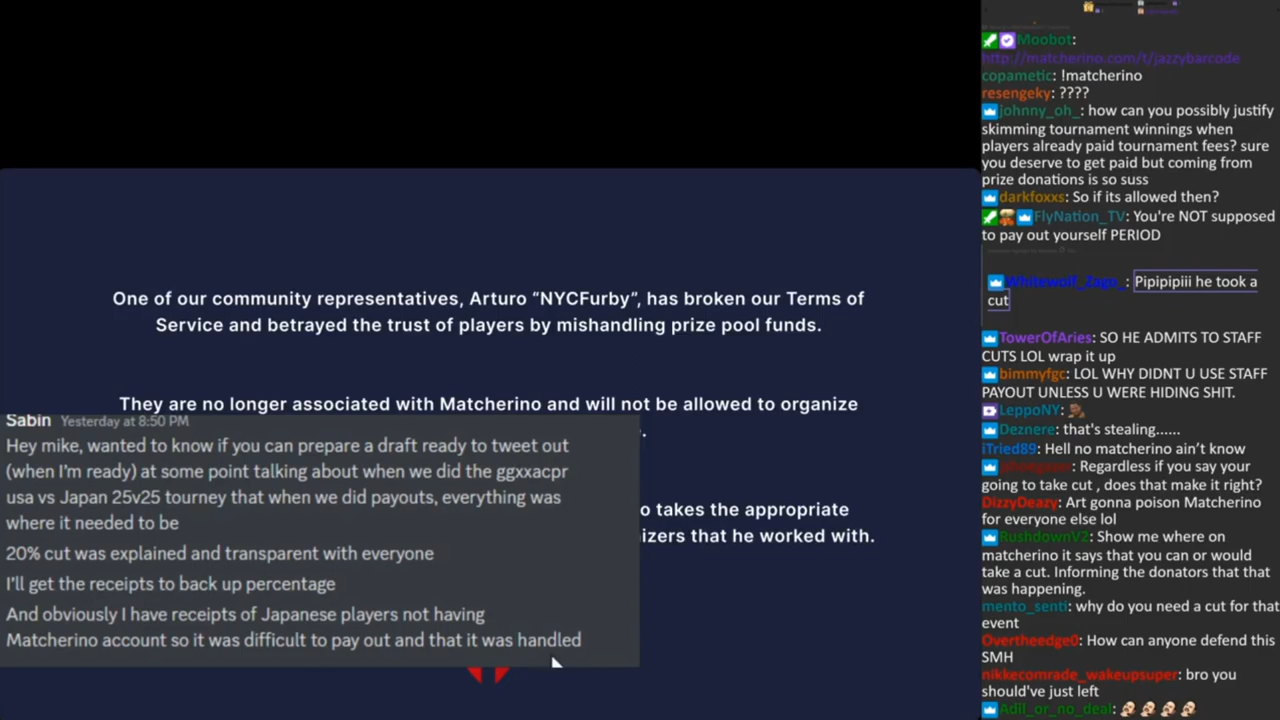 One of our community representatives, Arturo “NYCFurby”, has broken our Terms of
Service and betrayed the trust of players by mishandling prize pool funds.
They are no longer associated with Matcherino and will not be allowed to organize
.
o takes the appropriate
izers that he worked with.
Sabin Yesterday at 8:50 PM
Hey mike, wanted to know if you can prepare a draft ready to tweet out
(when I’m ready) at some point talking about when we did the ggxxacpr
usa vs Japan 25v25 tourney that when we did payouts, everything was
where it needed to be
20% cut was explained and transparent with everyone
I’ll get the receipts to back up percentage
And obviously I have receipts of Japanese players not having
Matcherino account so it was difficult to pay out and that it was handled
Moobot:
http://matcherino.com/t/jazzybarcode
copametic: !matcherino
resengeky: ????
johnny_oh_: how can you possibly justify
skimming tournament winnings when
players already paid tournament fees? sure
you deserve to get paid but coming from
prize donations is so suss
darkfoxxs: So if its allowed then?
FlyNation_TV: You're NOT supposed
to pay out yourself PERIOD
Whitewolf_Zago_: Pipipipiii he took a
cut
TowerOfAries: SO HE ADMITS TO STAFF
CUTS LOL wrap it up
bimmyfgc: LOL WHY DIDNT U USE STAFF
PAYOUT UNLESS U WERE HIDING SHIT.
LeppoNY:
Deznere: that's stealing......
iTried89: Hell no matcherino ain’t know
: Regardless if you say your
going to take cut , does that make it right?
DizzyDeazy: Art gonna poison Matcherino
for everyone else lol
RushdownV2: Show me where on
matcherino it says that you can or would
take a cut. Informing the donators that that
was happening.
mento_senti: why do you need a cut for that
event
Overtheedge0: How can anyone defend this
SMH
nikkecomrade_wakeupsuper: bro you
should've just left
Adil_or_no_deal: